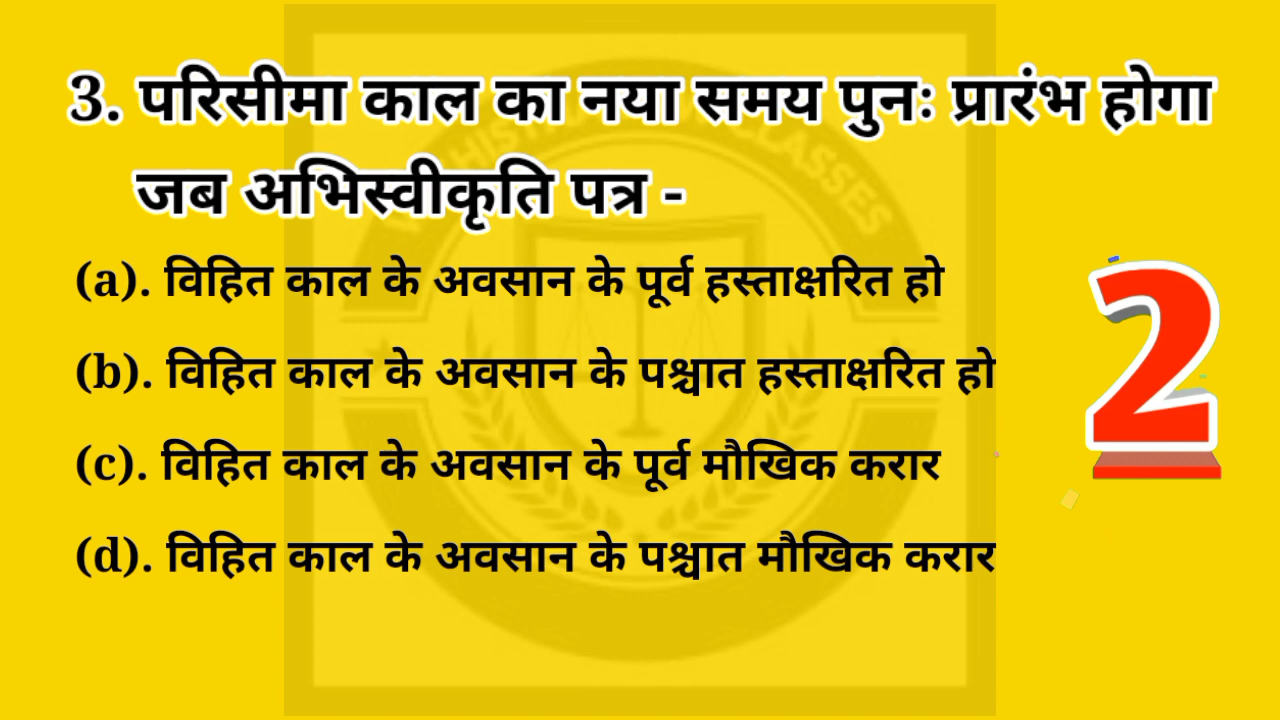 3. परिसीमा काल का नया समय पुनः प्रारंभ होगा
जब अभिस्वीकृति पत्र -
(a). विहित काल के अवसान के पूर्व हस्ताक्षरित हो
(b). विहित काल के अवसान के पश्चात हस्ताक्षरित हो
(c). विहित काल के अवसान के पूर्व मौखिक करार
(d). विहित काल के अवसान के पश्चात मौखिक करार
2
CLASSES